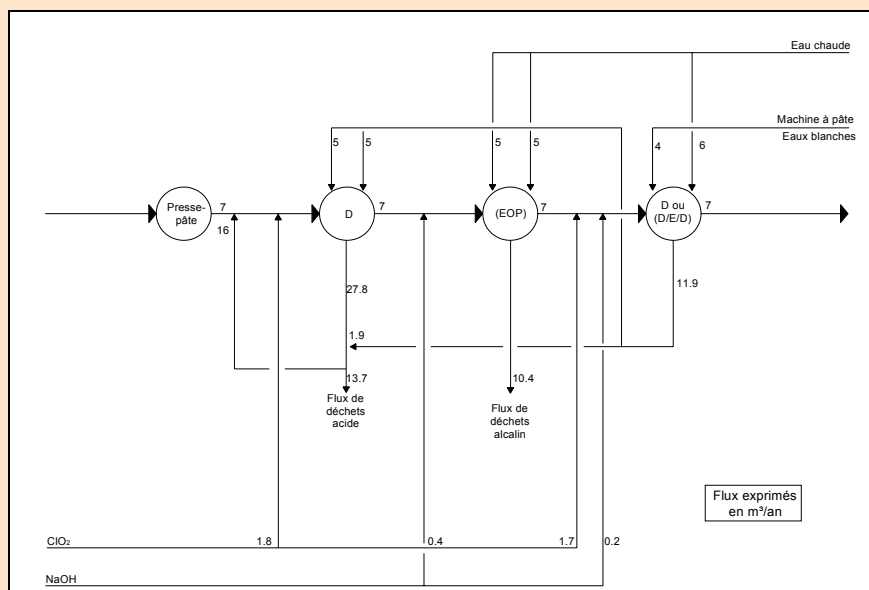 Eau chaude
Machine à pâte
Eaux blanches
5
5
5
5
4
6
Presse-
pâte
7
16
D
7
(EOP)
7
D ou
(D/E/D)
7
27.8
11.9
1.9
13.7
10.4
Flux de
déchets
acide
Flux de
déchets
alcalin
Flux exprimés
en m³/an
ClO₂
1.8
0.4
1.7
0.2
NaOH